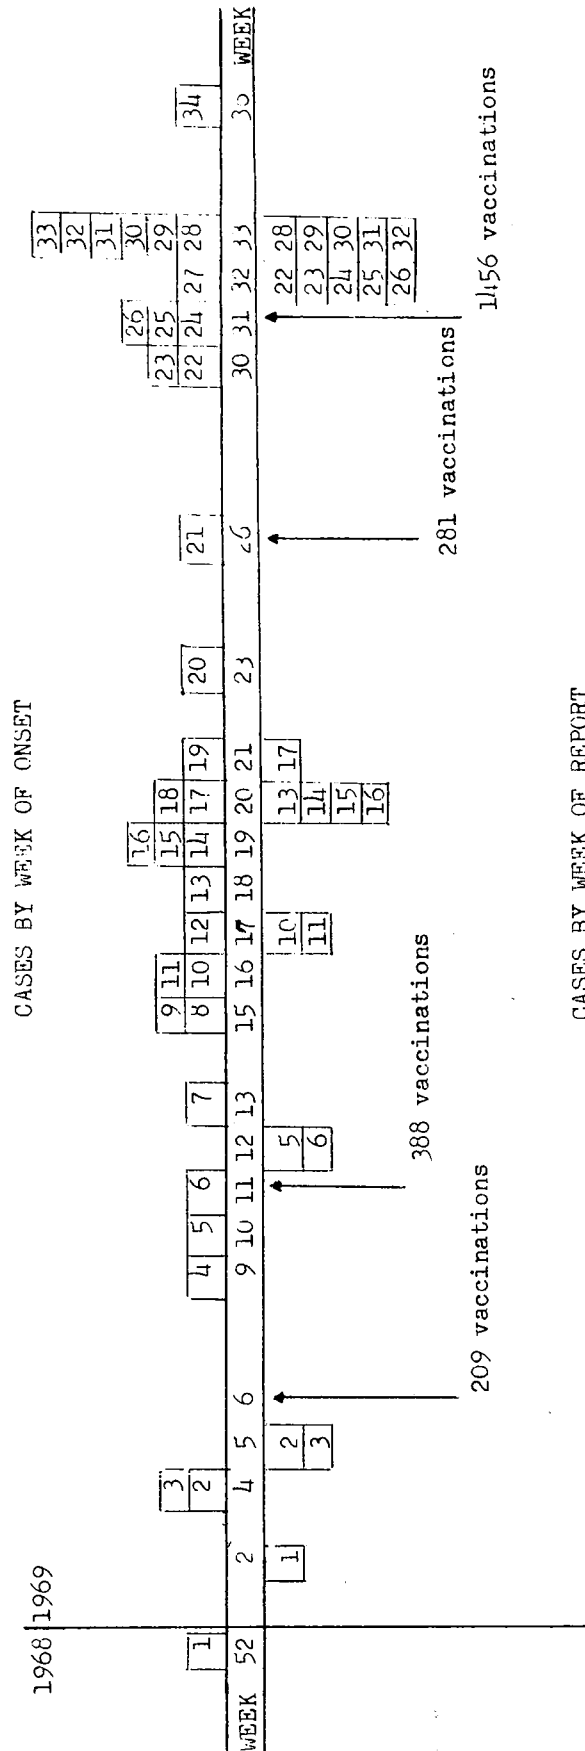 CASES BY WEEK OF ONSET
1968 1969
33
32
31
16 26 30
3 9 11 15 18 23 25 29
1 2 4 5 6 7 8 10 12 13 14 17 19 20 21 22 24 27 28 34
WEEK 52 2 4 5 6 9 10 11 12 13 15 16 17 18 19 20 21 23 26 30 31 32 33 36 WEEK
1 2 5 10 13 17 22 28
3 6 11 14 23 29
15 24 30
16 25 31
26 32
388 vaccinations
281 vaccinations
209 vaccinations
1456 vaccinations
CASES BY WEEK OF REPORT